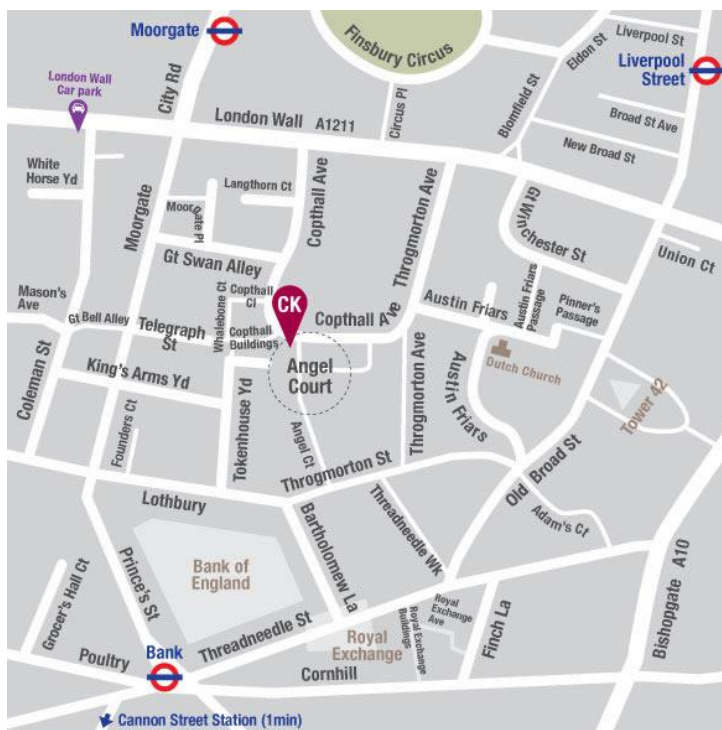 Moorgate
Finsbury Circus
Liverpool St
Eldon St
Liverpool
Street
London Wall
Car park
City Rd
London Wall A1211
Circus Pl
Blomfield St
Broad St Ave
New Broad St
White
Horse Yd
Moorgate
Langthorn Ct
Moorgate Pl
Copthall Ave
Throgmorton Ave
Gt Winchester St
Union Ct
Gt Swan Alley
Mason's
Ave
Gt Bell Alley
Telegraph
St
Whalebone Ct
Copthall
Cl
CK
Copthall
Buildings
Copthall Ave
Austin Friars
Austin Friars
Passage
Pinner's
Passage
Coleman St
King's Arms Yd
Angel
Court
Dutch Church
Tower 42
Founders Ct
Tokenhouse Yd
Angel Ct
Throgmorton Ave
Austin Friars
Throgmorton St
Old Broad St
Lothbury
Adam's Ct
Bartholomew La
Threadneedle Wk
Bank of
England
Prince's St
Grocer's Hall Ct
Bishopgate A10
Threadneedle St
Royal
Exchange
Royal Exchange
Buildings
Royal
Exchange
Ave
Finch La
Poultry
Bank
Cornhill
Cannon Street Station (1min)